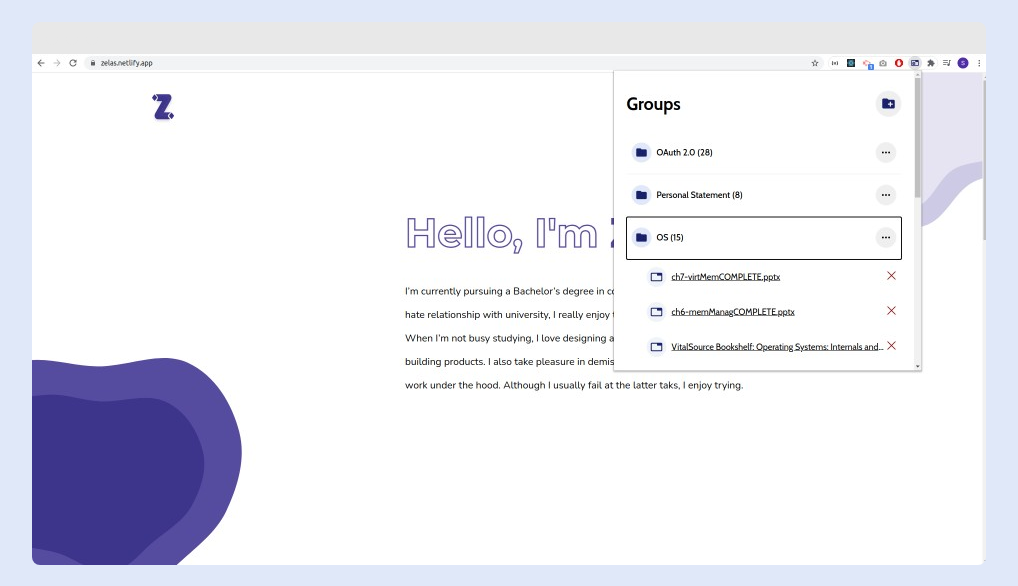 zelas.netlify.app
Z
Groups
OAuth 2.0 (28)
Personal Statement (8)
OS (15)
ch7-virtMemCOMPLETE.pptx
ch6-memManagCOMPLETE.pptx
VitalSource Bookshelf: Operating Systems: Internals and...
Hello, I'm
I'm currently pursuing a Bachelor's degree in
hate relationship with university, I really enjoy
When I'm not busy studying, I love designing
building products. I also take pleasure in
work under the hood. Although I usually fail at the latter taks, I enjoy trying.